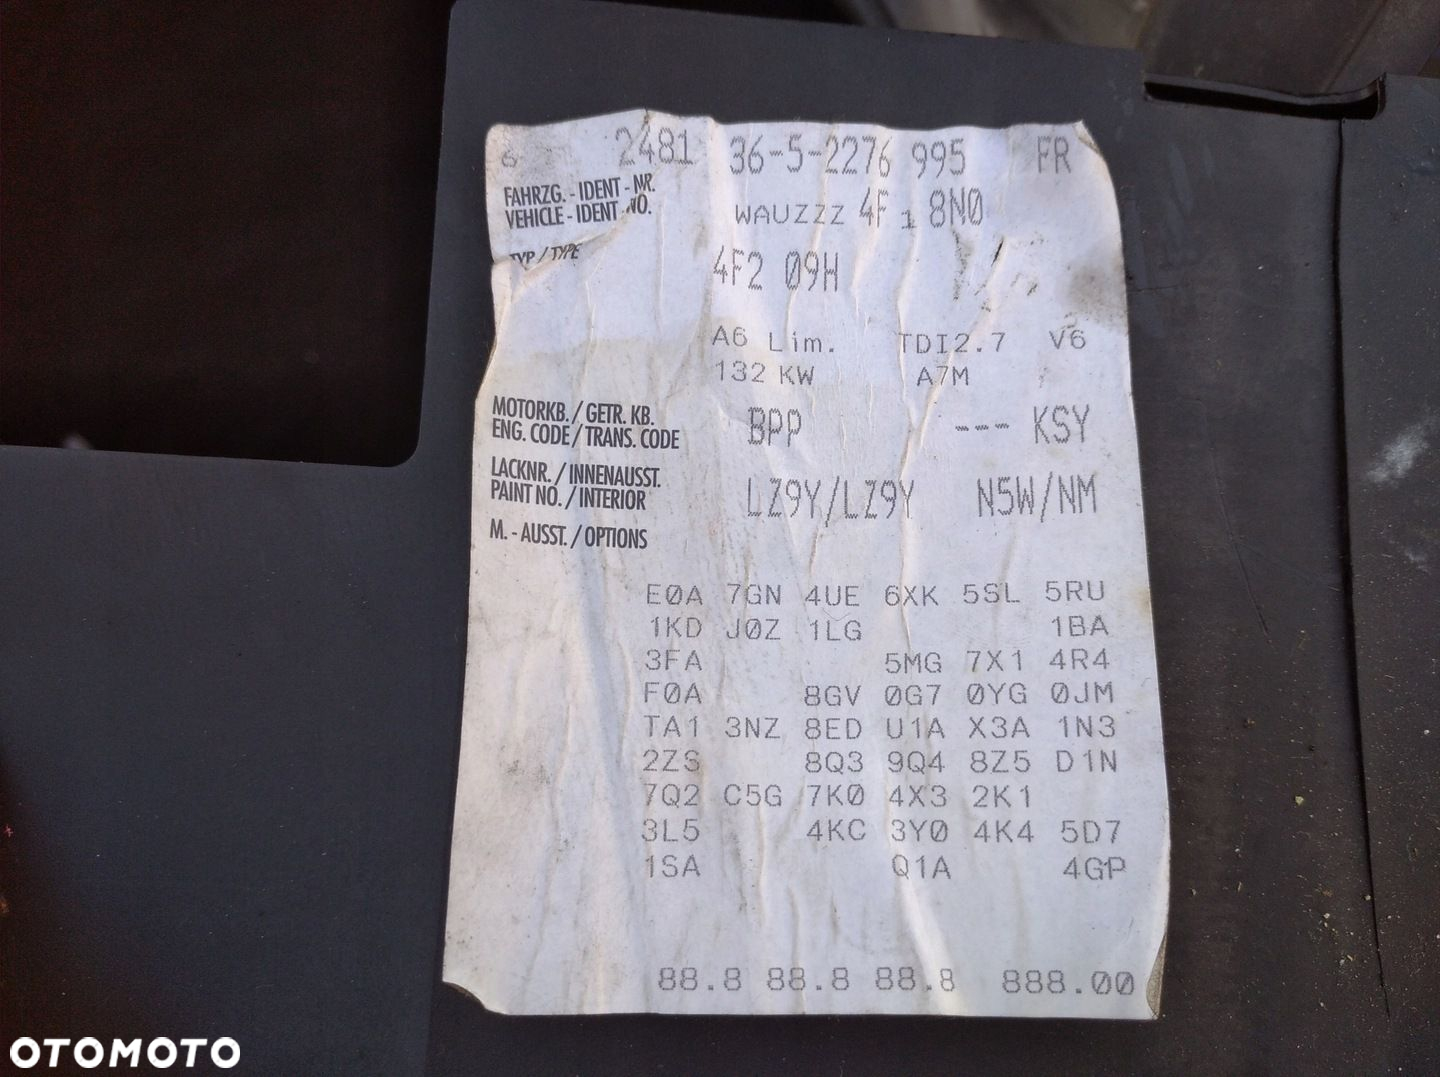 2481 36-5-2276 995 FR
FAHRZG. - IDENT - NR.
VEHICLE - IDENT. NO.
WAUZZZ 4F 1 8N0
TYP / TYPE
4F2 09H
A6 Lim. TDI2.7 V6
132 KW A7M
MOTORKB. / GETR. KB.
ENG. CODE / TRANS. CODE
BPP --- KSY
LACKNR. / INNENAUSST.
PAINT NO. / INTERIOR
LZ9Y/LZ9Y N5W/NM
M. - AUSST. / OPTIONS
E0A 7GN 4UE 6XK 5SL 5RU
1KD J0Z 1LG 1BA
3FA 5MG 7X1 4R4
F0A 8GV 0G7 0YG 0JM
TA1 3NZ 8ED U1A X3A 1N3
2ZS 8Q3 9Q4 8Z5 D1N
7Q2 C5G 7K0 4X3 2K1
3L5 4KC 3Y0 4K4 5D7
1SA Q1A 4GP
88.8 88.8 88.8 888.00
OTOMOTO